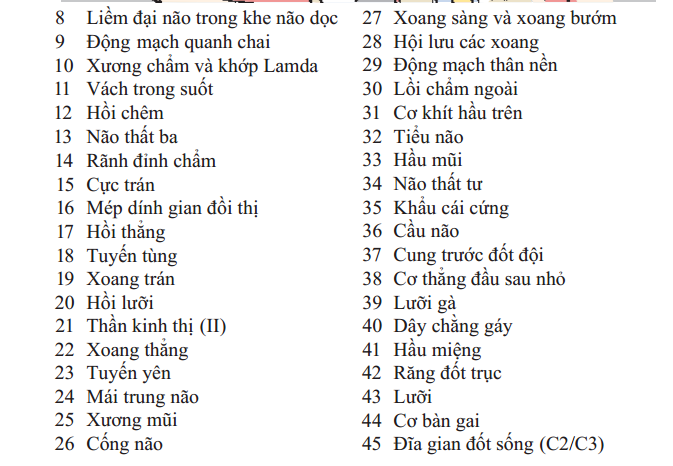 8 Liềm đại não trong khe não dọc
9 Động mạch quanh chai
10 Xương chẩm và khớp Lamda
11 Vách trong suốt
12 Hồi chêm
13 Não thất ba
14 Rãnh đỉnh chẩm
15 Cực trán
16 Mép dính gian đồi thị
17 Hồi thẳng
18 Tuyến tùng
19 Xoang trán
20 Hồi lưỡi
21 Thần kinh thị (II)
22 Xoang thẳng
23 Tuyến yên
24 Mái trung não
25 Xương mũi
26 Cống não
27 Xoang sàng và xoang bướm
28 Hội lưu các xoang
29 Động mạch thân nền
30 Lồi chẩm ngoài
31 Cơ khít hầu trên
32 Tiểu não
33 Hầu mũi
34 Não thất tư
35 Khẩu cái cứng
36 Cầu não
37 Cung trước đốt đội
38 Cơ thẳng đầu sau nhỏ
39 Lưỡi gà
40 Dây chằng gáy
41 Hầu miệng
42 Răng đốt trục
43 Lưỡi
44 Cơ bàn gai
45 Đĩa gian đốt sống (C2/C3)